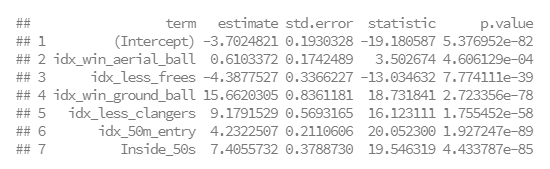 ##                term   estimate std.error  statistic      p.value
## 1       (Intercept) -3.7024821 0.1930328 -19.180587 5.376952e-82
## 2 idx_win_aerial_ball  0.6103372 0.1742489   3.502674 4.606129e-04
## 3    idx_less_frees -4.3877527 0.3366227 -13.034632 7.774111e-39
## 4 idx_win_ground_ball 15.6620305 0.8361181  18.731841 2.723356e-78
## 5 idx_less_clangers  9.1791529 0.5693165  16.123111 1.755452e-58
## 6     idx_50m_entry  4.2322507 0.2110606  20.052300 1.927247e-89
## 7        Inside_50s  7.4055732 0.3788730  19.546319 4.433787e-85